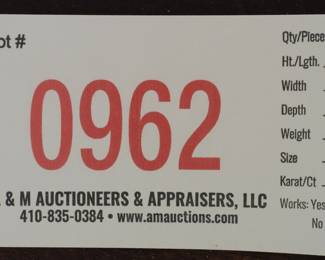 ot #
0962
& M AUCTIONEERS & APPRAISERS, LLC
410-835-0384 • www.amauctions.com
Qty/Piece
Ht./Lgth.
Width
Depth
Weight
Size
Karat/Ct
Works: Yes
No